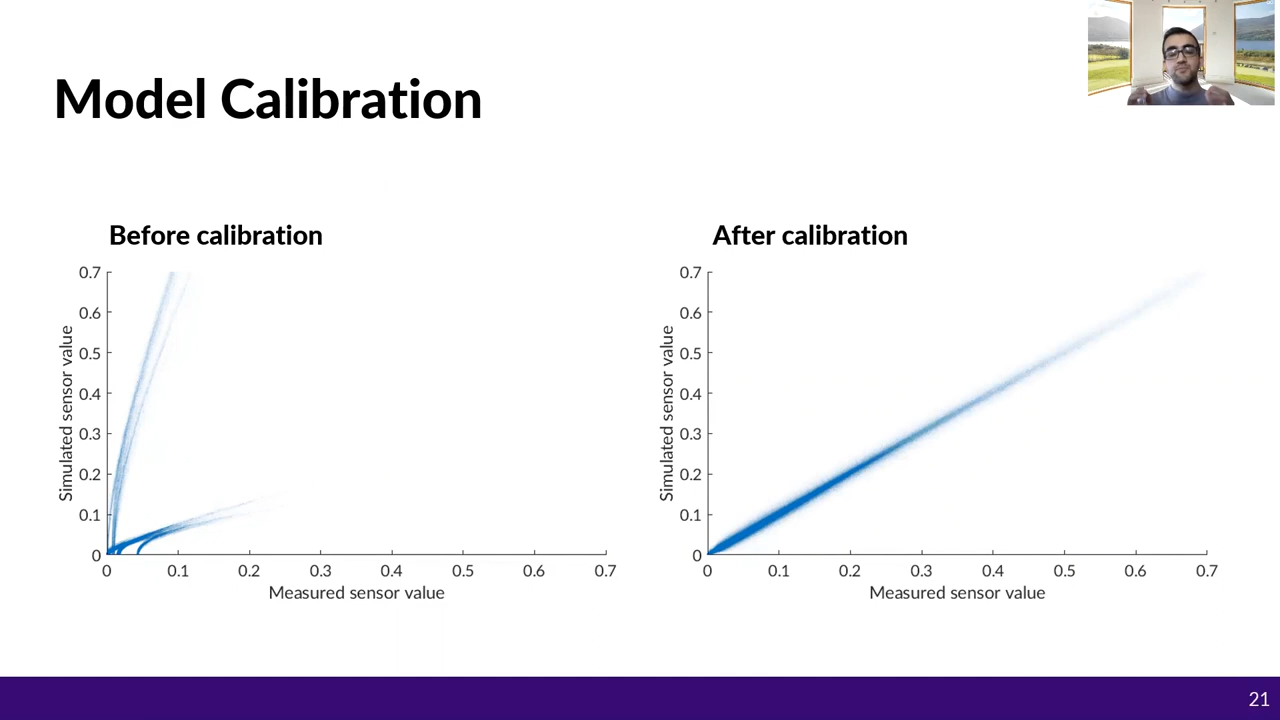 Model Calibration
Before calibration
0.7
0.6
0.5
0.4
0.3
0.2
0.1
0
Simulated sensor value
0 0.1 0.2 0.3 0.4 0.5 0.6 0.7
Measured sensor value
After calibration
0.7
0.6
0.5
0.4
0.3
0.2
0.1
0
Simulated sensor value
0 0.1 0.2 0.3 0.4 0.5 0.6 0.7
Measured sensor value
21